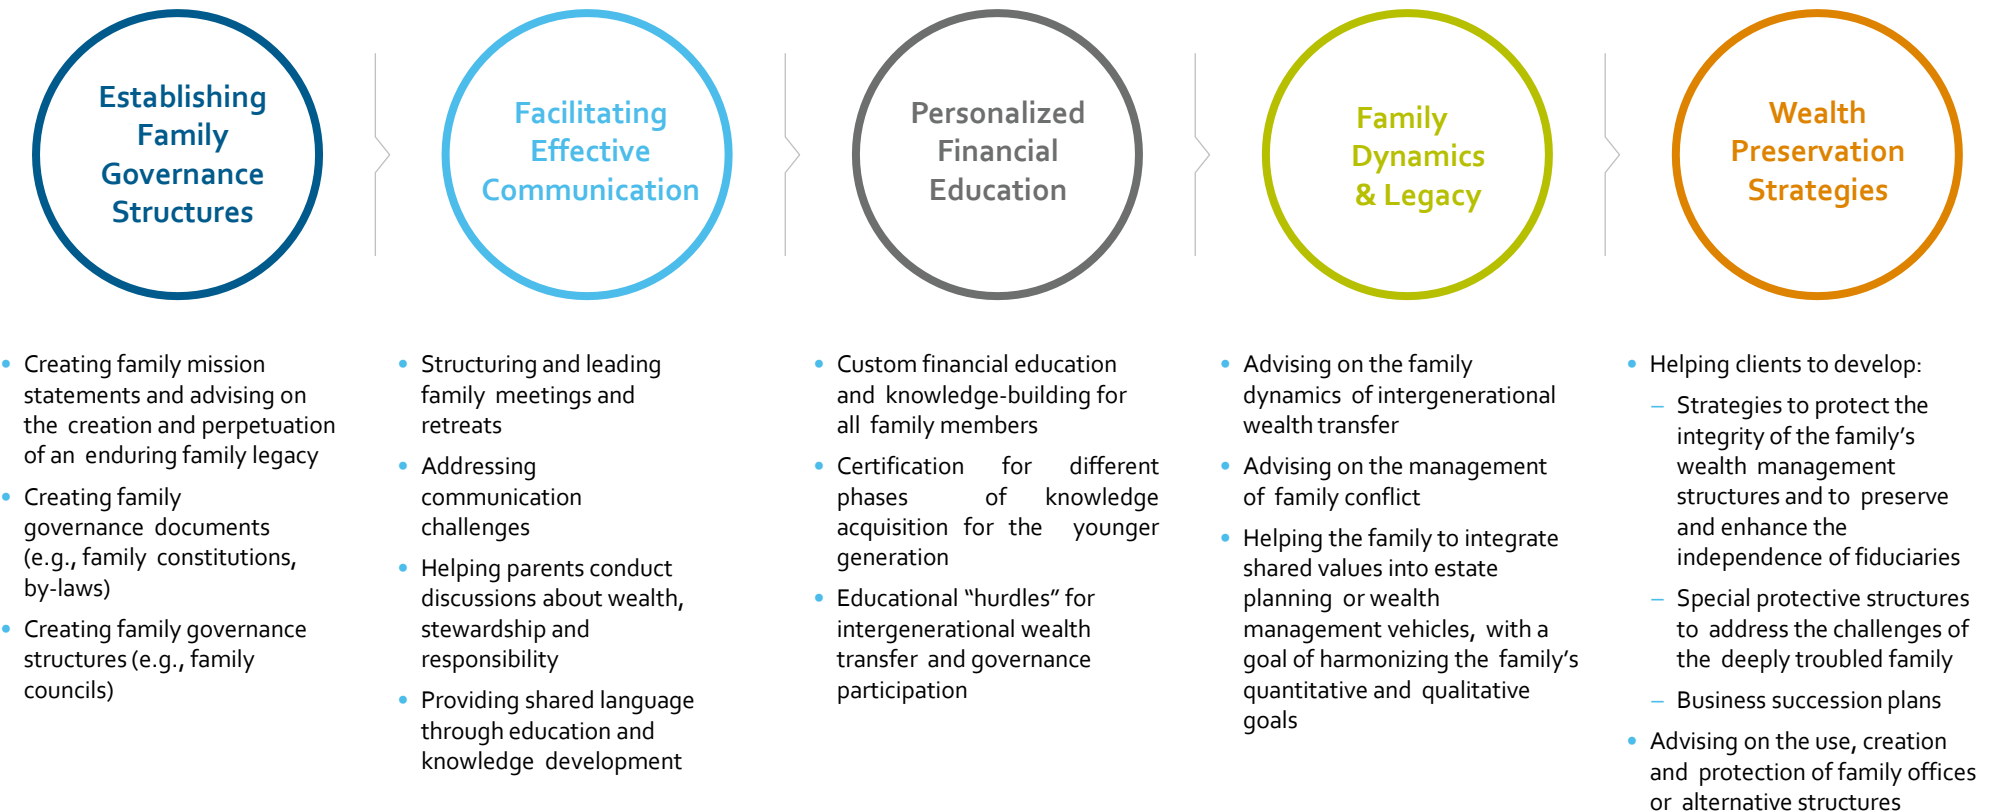 Establishing
Family
Governance
Structures
Facilitating
Effective
Communication
Personalized
Financial
Education
Family
Dynamics
& Legacy
Wealth
Preservation
Strategies
• Creating family mission
statements and advising on
the creation and perpetuation
of an enduring family legacy
• Creating family
governance documents
(e.g., family constitutions,
by-laws)
• Creating family governance
structures (e.g., family
councils)
• Structuring and leading
family meetings and
retreats
• Addressing
communication
challenges
• Helping parents conduct
discussions about wealth,
stewardship and
responsibility
• Providing shared language
through education and
knowledge development
• Custom financial education
and knowledge-building for
all family members
• Certification for different
phases of knowledge
acquisition for the younger
generation
• Educational “hurdles” for
intergenerational wealth
transfer and governance
participation
• Advising on the family
dynamics of intergenerational
wealth transfer
• Advising on the management
of family conflict
• Helping the family to integrate
shared values into estate
planning or wealth
management vehicles, with a
goal of harmonizing the family’s
quantitative and qualitative
goals
• Helping clients to develop:
– Strategies to protect the
integrity of the family’s
wealth management
structures and to preserve
and enhance the
independence of fiduciaries
– Special protective structures
to address the challenges of
the deeply troubled family
– Business succession plans
• Advising on the use, creation
and protection of family offices
or alternative structures